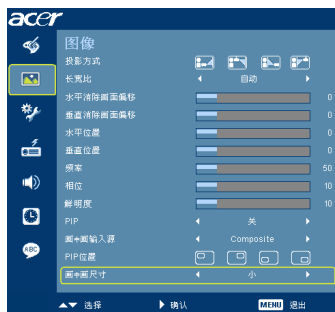 acer
图像
投影方式
长宽比 自动
水平消除画面偏移 0
垂直消除画面偏移 0
水平位置 0
垂直位置 0
频率 50
相位 10
鲜明度 10
PIP 关
画中画输入源 Composite
PIP位置
画中画尺寸 小
ABC
选择 确认 MENU 退出